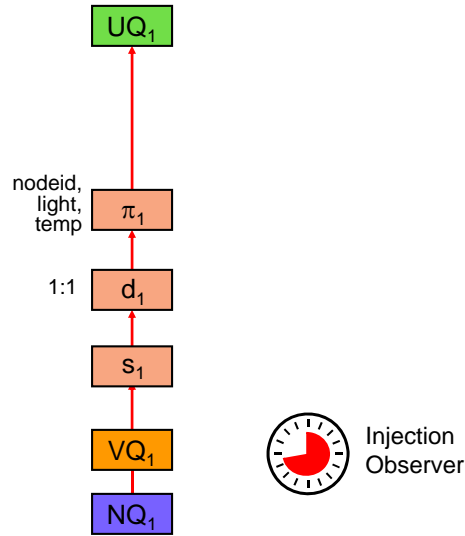 UQ₁
nodeid,
light,
temp
π₁
1:1
d₁
s₁
VQ₁
NQ₁
Injection
Observer